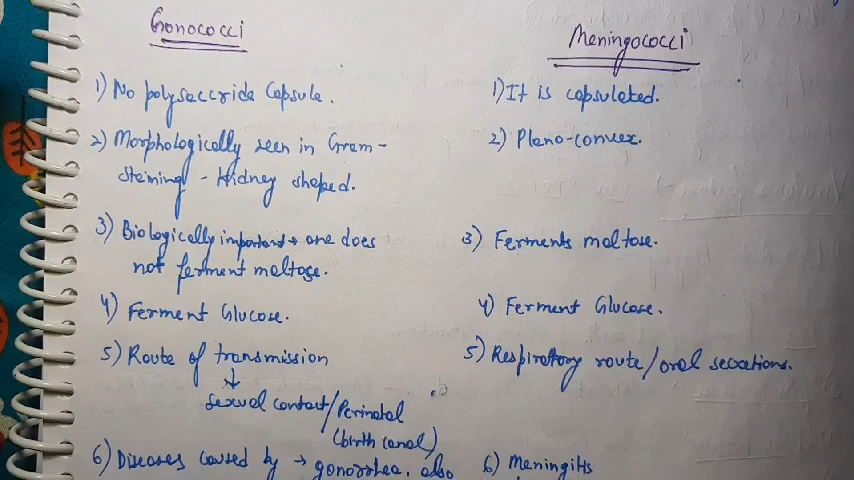 Gonococci
1) No polysaccride Capsule.
2) Morphologically seen in Gram-
staining - Kidney shaped.
3) Biologically important → one does
not ferment maltose.
4) Ferment Glucose.
5) Route of transmission
↓
sexual contact/Perinatal
(birth canal)
6) Diseases caused by → gonorrhea, also
Meningococci
1) It is capsulated.
2) Plano-convex.
3) Ferments maltose.
4) Ferment Glucose.
5) Respiratory route/oral secretions.
6) Meningitis